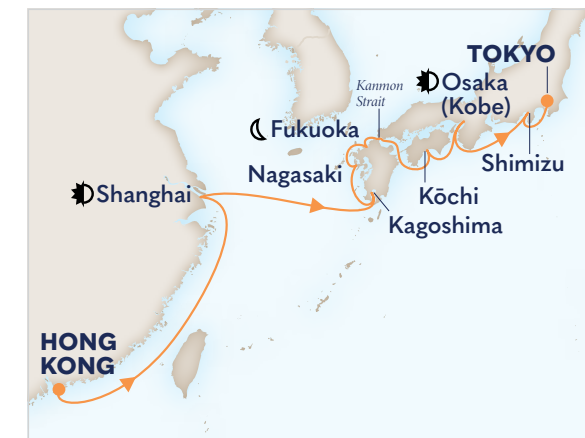 TOKYO
Osaka
(Kobe)
Kanmon
Strait
Fukuoka
Nagasaki
Shimizu
Kōchi
Kagoshima
Shanghai
HONG
KONG